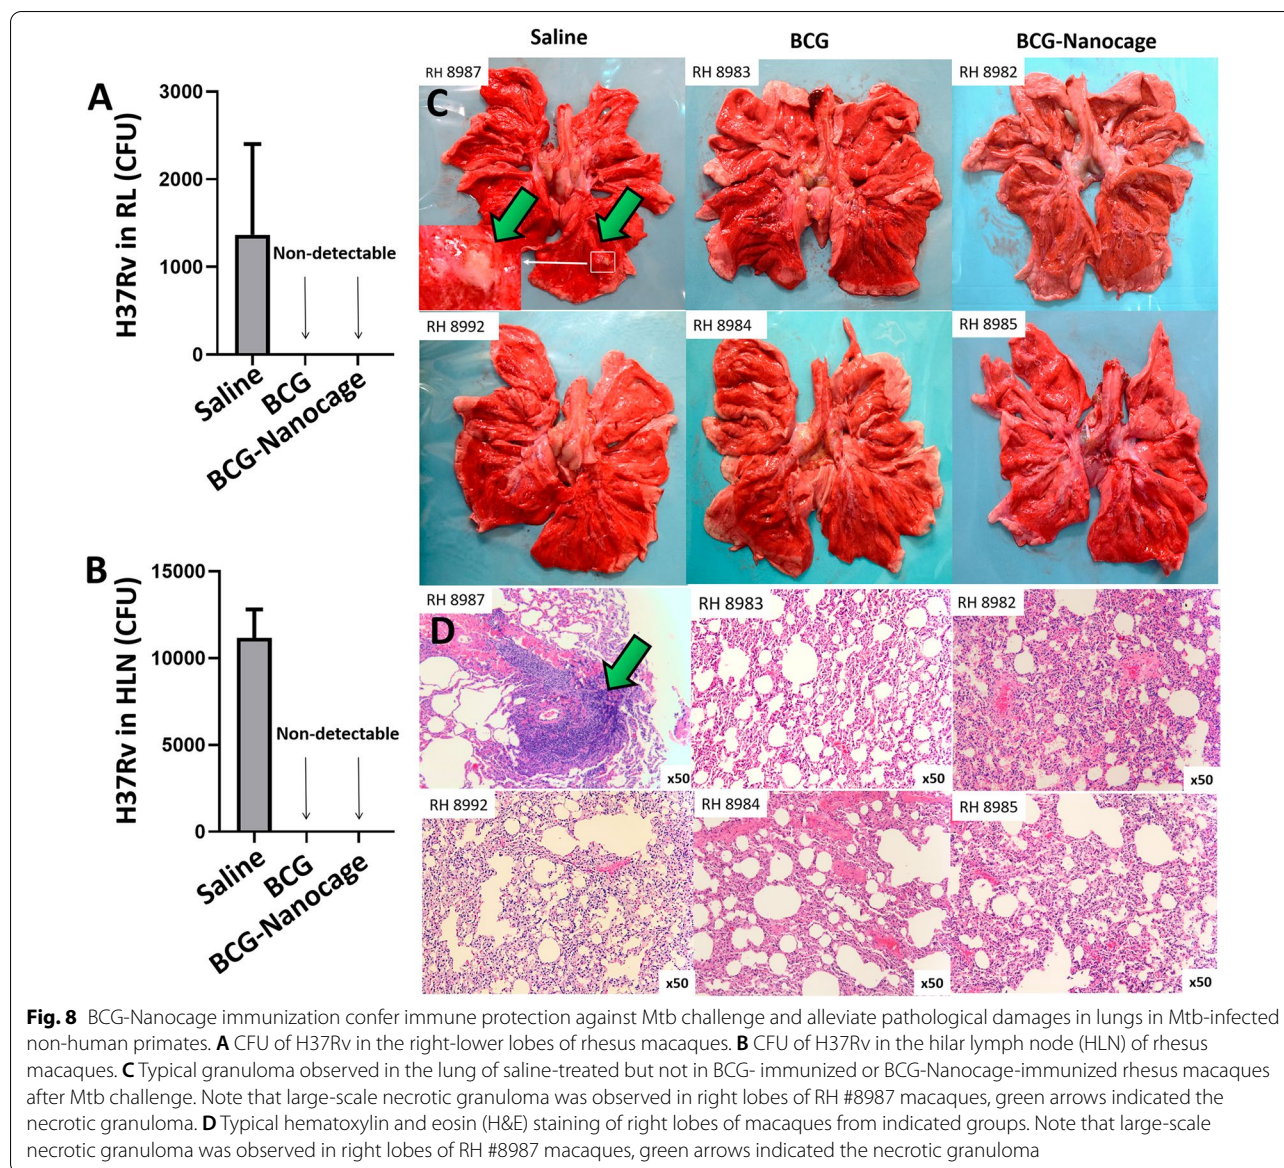 A
H37Rv in RL (CFU)
3000
2000
1000
0
Non-detectable
Saline
BCG
BCG-Nanocage
B
H37Rv in HLN (CFU)
15000
10000
5000
0
Non-detectable
Saline
BCG
BCG-Nanocage
Saline
BCG
BCG-Nanocage
C
RH 8987
RH 8983
RH 8982
RH 8992
RH 8984
RH 8985
D
RH 8987
x50
RH 8983
x50
RH 8982
x50
RH 8992
x50
RH 8984
x50
RH 8985
x50
Fig. 8 BCG-Nanocage immunization confer immune protection against Mtb challenge and alleviate pathological damages in lungs in Mtb-infected
non-human primates. A CFU of H37Rv in the right-lower lobes of rhesus macaques. B CFU of H37Rv in the hilar lymph node (HLN) of rhesus
macaques. C Typical granuloma observed in the lung of saline-treated but not in BCG- immunized or BCG-Nanocage-immunized rhesus macaques
after Mtb challenge. Note that large-scale necrotic granuloma was observed in right lobes of RH #8987 macaques, green arrows indicated the
necrotic granuloma. D Typical hematoxylin and eosin (H&E) staining of right lobes of macaques from indicated groups. Note that large-scale
necrotic granuloma was observed in right lobes of RH #8987 macaques, green arrows indicated the necrotic granuloma